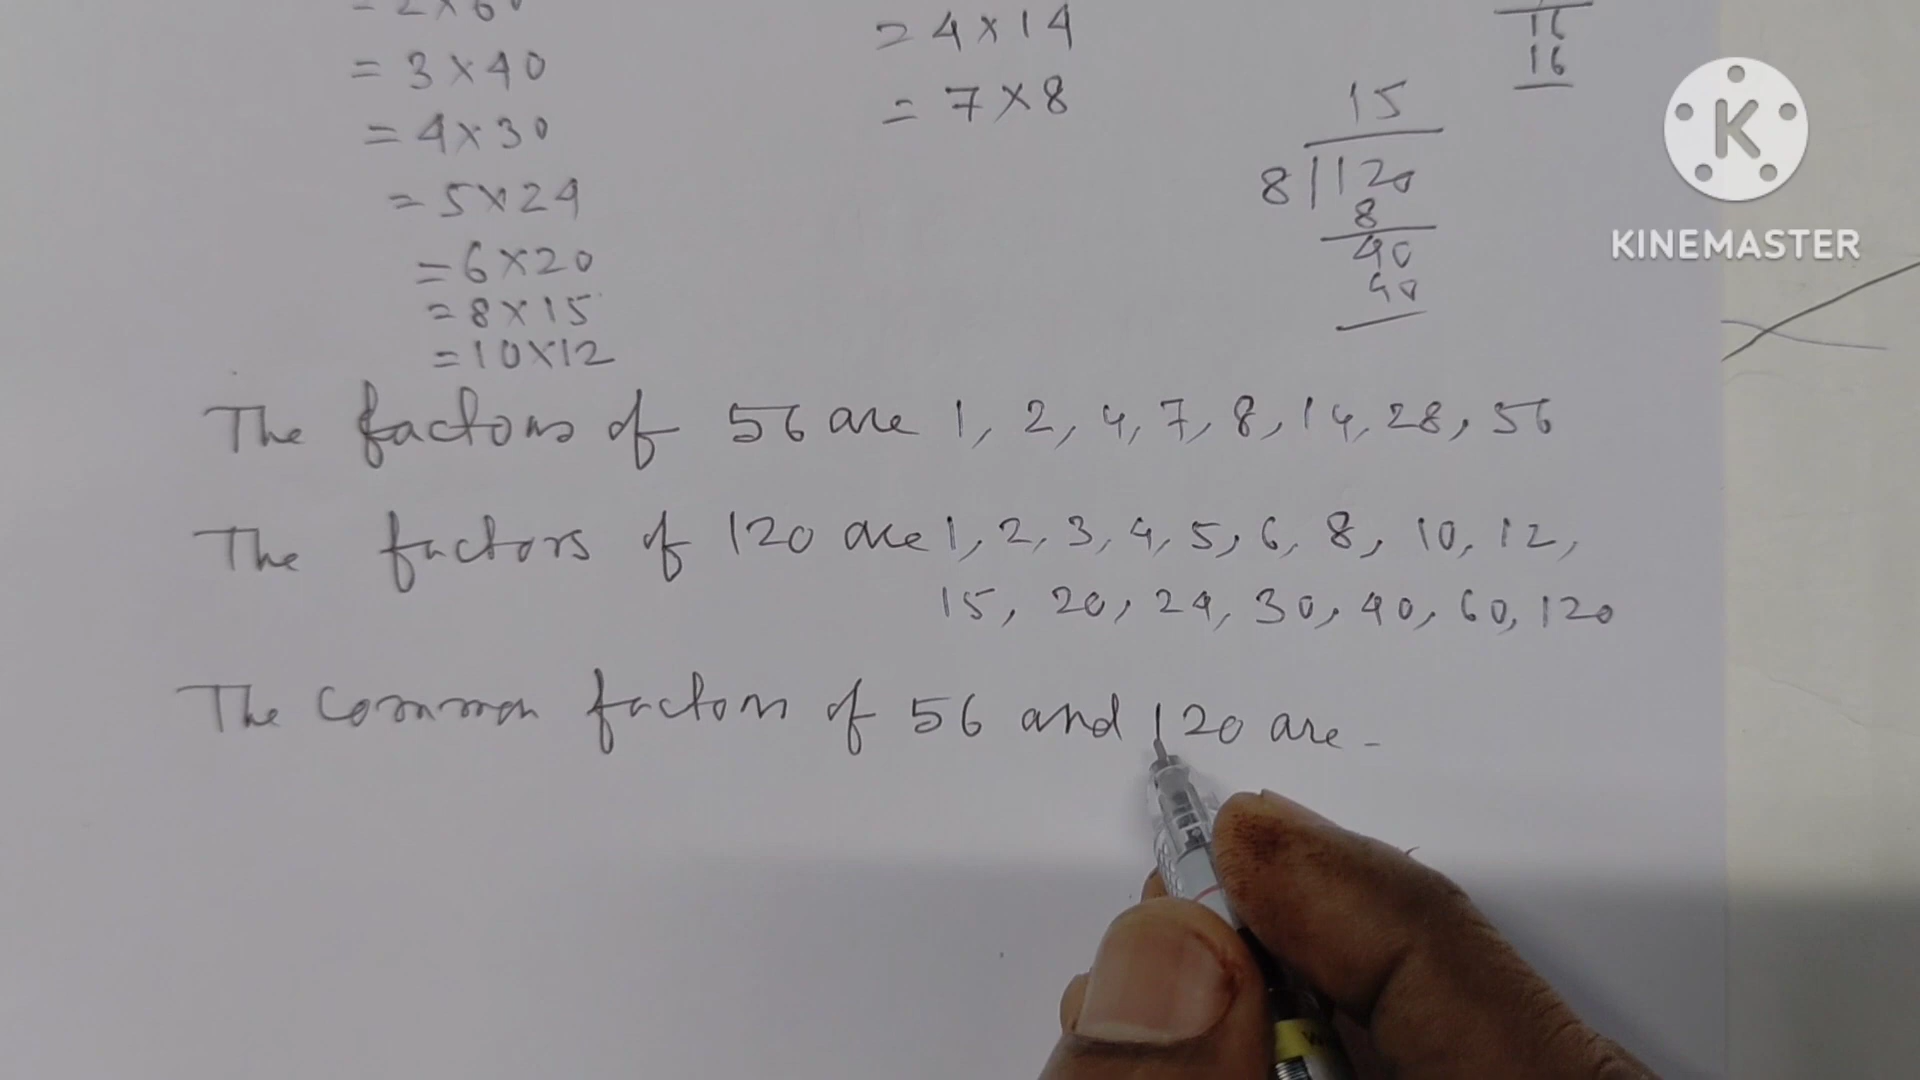 = 2 × 60
= 3 × 40
= 4 × 30
= 5 × 24
= 6 × 20
= 8 × 15
= 10 × 12
= 4 × 14
= 7 × 8
16
16
15
8 | 120
8
40
40
K
KINEMASTER
The factors of 56 are 1, 2, 4, 7, 8, 14, 28, 56
The factors of 120 are 1, 2, 3, 4, 5, 6, 8, 10, 12,
15, 20, 24, 30, 40, 60, 120
The common factors of 56 and 120 are -